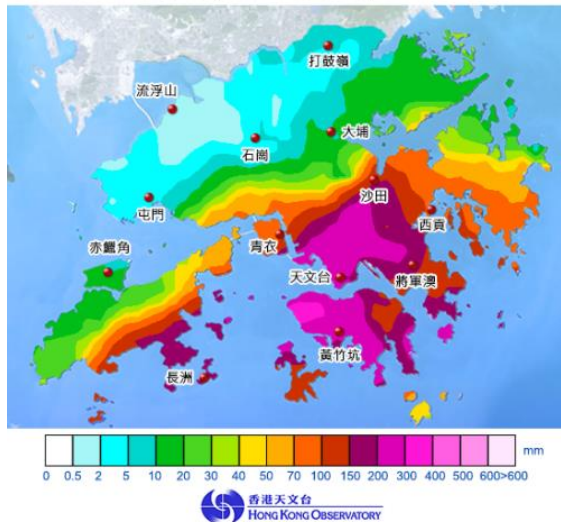 打鼓嶺
流浮山
大埔
石崗
沙田
屯門
西貢
青衣
赤鱲角
天文台
將軍澳
黃竹坑
長洲
mm
0 0.5 2 5 10 20 30 40 50 70 100 150 200 300 400 500 600>600
香港天文台
HONG KONG OBSERVATORY